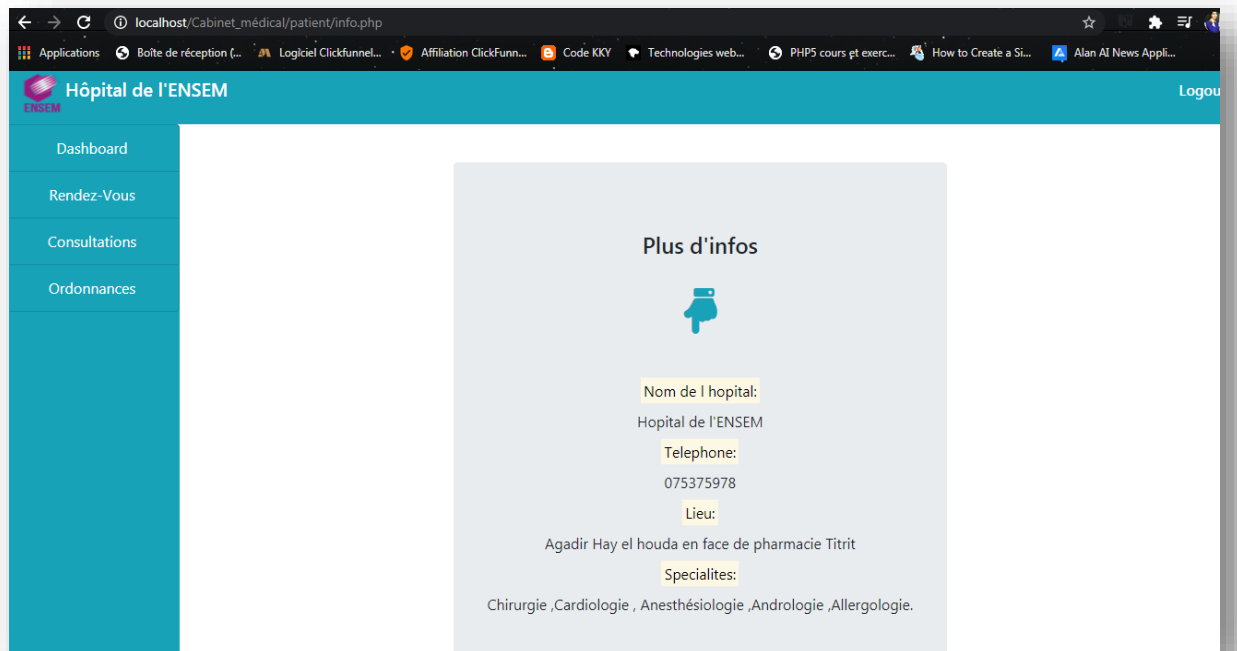 localhost/Cabinet_médical/patient/info.php
Applications Boîte de réception (... Logiciel Clickfunnel... Affiliation ClickFunn... Code KKY Technologies web... PHP5 cours et exerc... How to Create a Si... Alan AI News Appli...
ENSEM Hôpital de l'ENSEM Logou
Dashboard
Rendez-Vous
Consultations
Ordonnances
Plus d'infos
Nom de l hopital:
Hopital de l'ENSEM
Telephone:
075375978
Lieu:
Agadir Hay el houda en face de pharmacie Titrit
Specialites:
Chirurgie ,Cardiologie , Anesthésiologie ,Andrologie ,Allergologie.